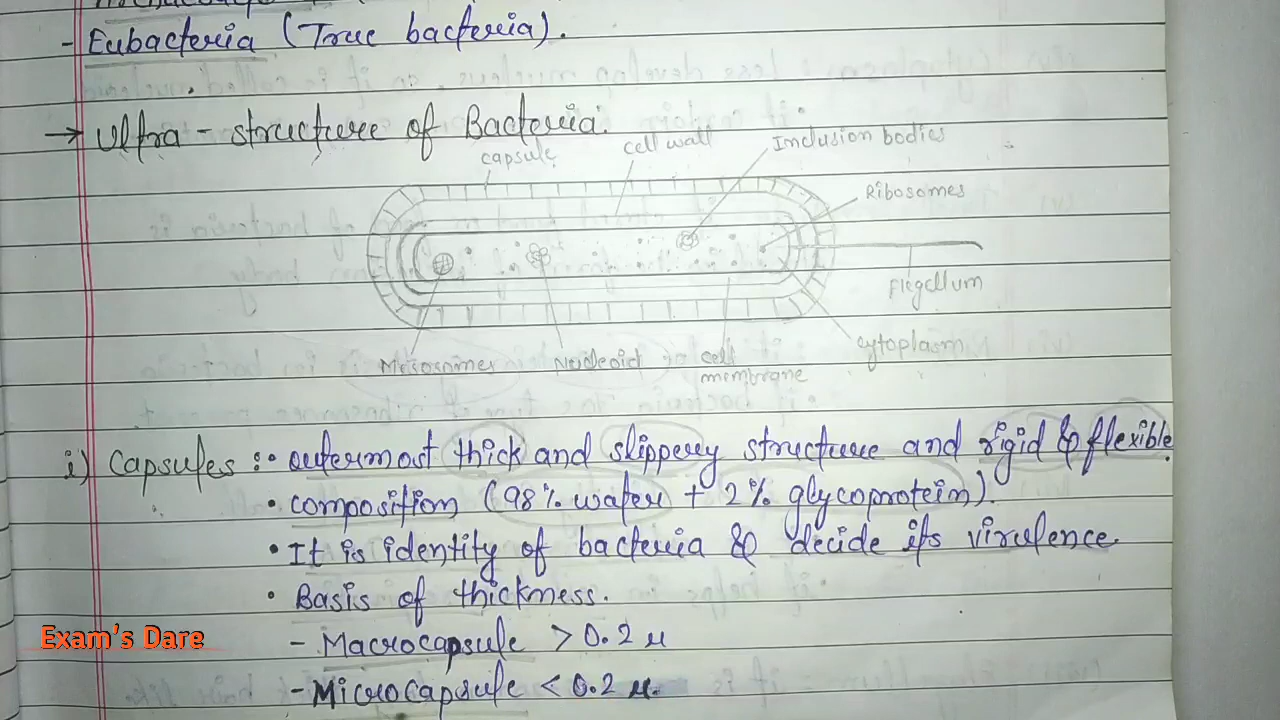 - Eubacteria (True bacteria).
→ Ultra - structure of Bacteria.
capsule
cell wall
Inclusion bodies
Ribosomes
Flegellum
cytoplasm
Mesosomes
Nucleoid
cell
membrane
i) Capsules :- outermost thick and slippery structure and rigid & flexible.
• composition (98% water + 2% glycoprotein).
• It is identity of bacteria & decide its virulence.
• Basis of thickmess.
- Macrocapsule > 0.2 μ
- Microcapsule < 0.2 μ.
Exam's Dare